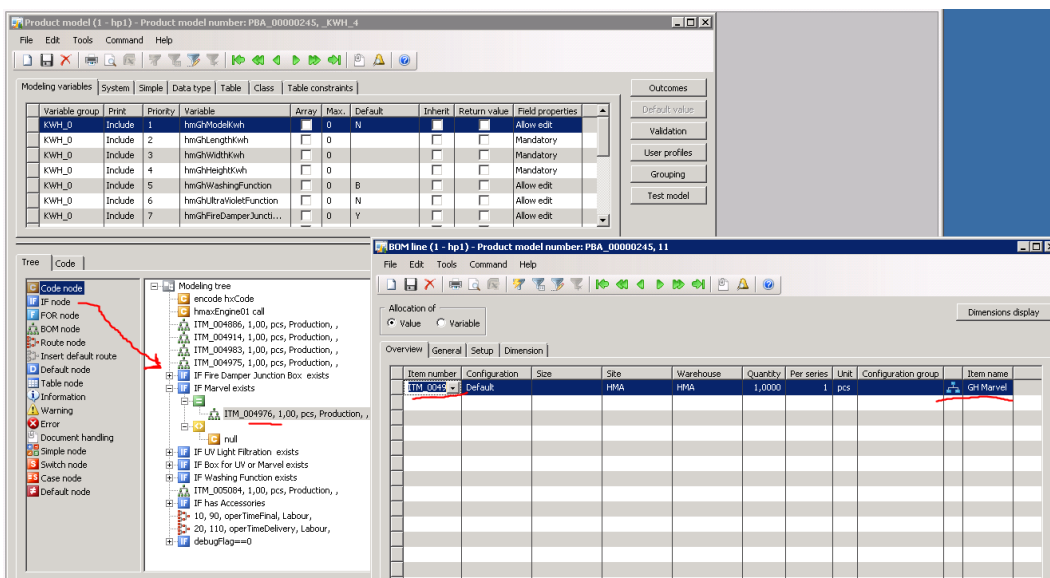 Product model (1 - hp1) - Product model number: PBA_00000245, _KWH_4
File Edit Tools Command Help
Modeling variables System Simple Data type Table Class Table constraints
Variable group Print Priority Variable Array Max. Default Inherit Return value Field properties
KWH_0 Include 1 hmGhModelKwh 0 N Allow edit
KWH_0 Include 2 hmGhLengthKwh 0 Mandatory
KWH_0 Include 3 hmGhWidthKwh 0 Mandatory
KWH_0 Include 4 hmGhHeightKwh 0 Mandatory
KWH_0 Include 5 hmGhWashingFunction 0 B Allow edit
KWH_0 Include 6 hmGhUltraVioletFunction 0 N Allow edit
KWH_0 Include 7 hmGhFireDamperJuncti... 0 Y Allow edit
Outcomes
Default value
Validation
User profiles
Grouping
Test model
Tree Code
Code node
IF node
FOR node
BOM node
Route node
Insert default route
Default node
Table node
Information
Warning
Error
Document handling
Simple node
Switch node
Case node
Default node
Modeling tree
encode hxCode
hmaxEngine01 call
ITM_004886, 1,00, pcs, Production, ,
ITM_004914, 1,00, pcs, Production, ,
ITM_004983, 1,00, pcs, Production, ,
ITM_004975, 1,00, pcs, Production, ,
IF Fire Damper Junction Box exists
IF Marvel exists
ITM_004976, 1,00, pcs, Production, ,
null
IF UV Light Filtration exists
IF Box for UV or Marvel exists
IF Washing Function exists
ITM_005084, 1,00, pcs, Production, ,
IF has Accessories
10, 90, operTimeFinal, Labour,
20, 110, operTimeDelivery, Labour,
debugFlag==0
BOM line (1 - hp1) - Product model number: PBA_00000245, 11
File Edit Tools Command Help
Allocation of
Value Variable
Dimensions display
Overview General Setup Dimension
Item number Configuration Size Site Warehouse Quantity Per series Unit Configuration group Item name
ITM_0049 Default HMA HMA 1,0000 1 pcs GH Marvel